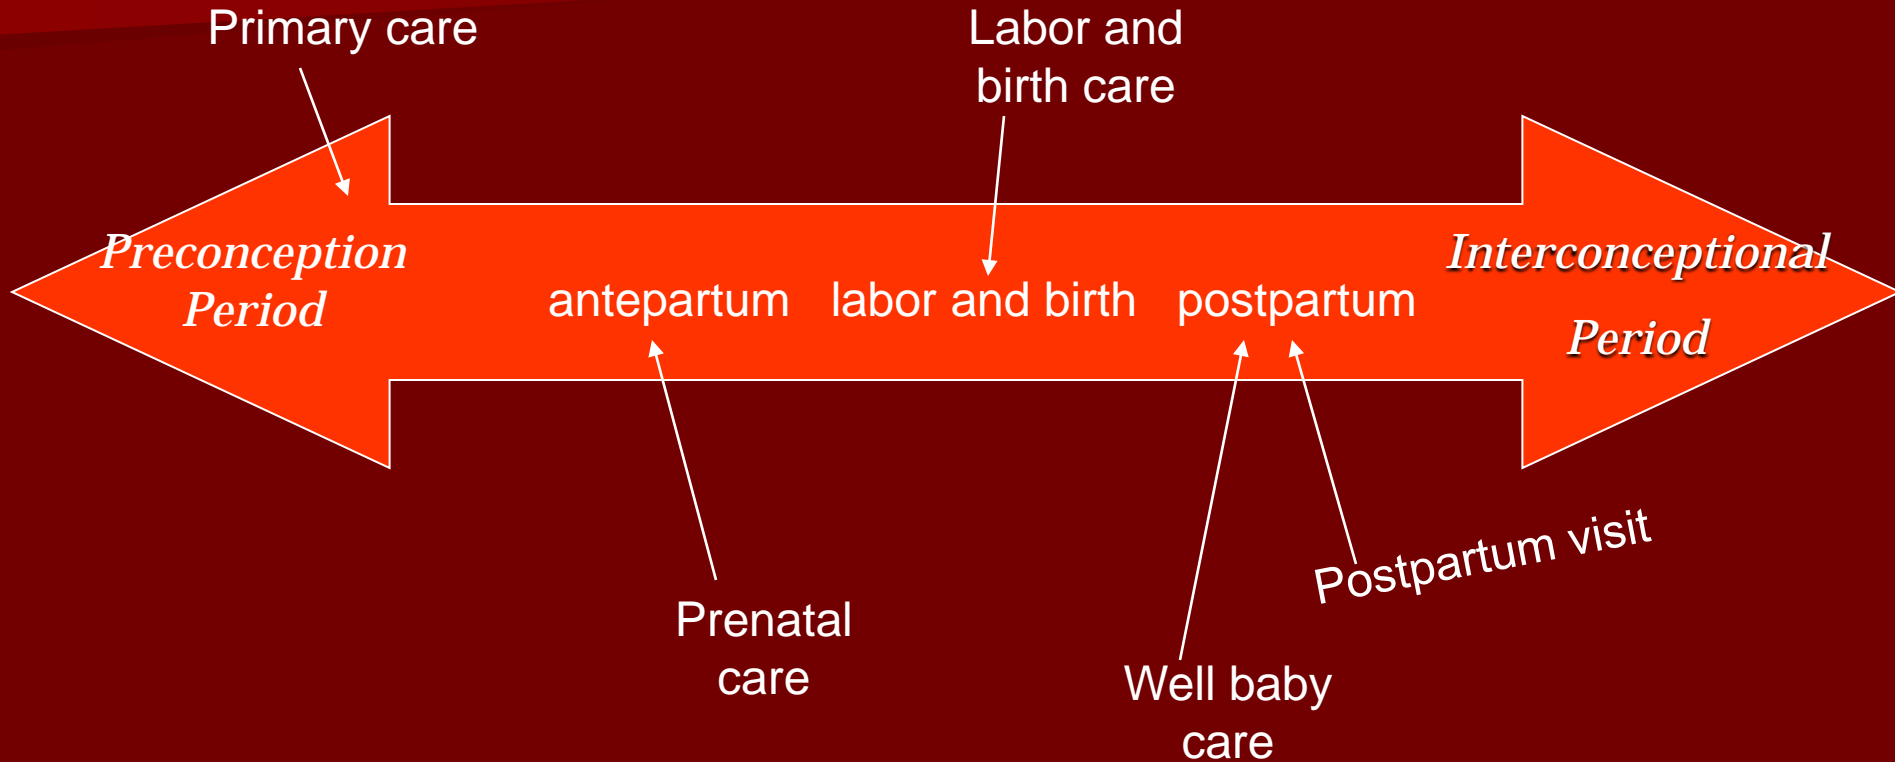 Primary care
Labor and
birth care
Preconception
Period
antepartum labor and birth postpartum
Interconceptional
Period
Postpartum visit
Prenatal
care
Well baby
care